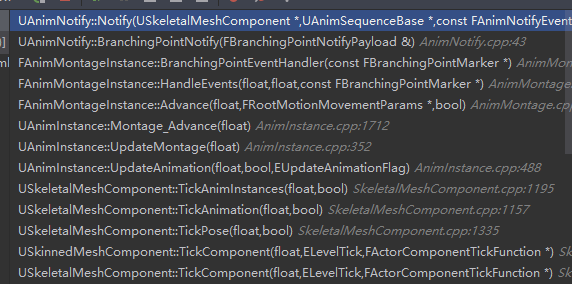 UAnimNotify::Notify(USkeletalMeshComponent *,UAnimSequenceBase *,const FAnimNotifyEvent
UAnimNotify::BranchingPointNotify(FBranchingPointNotifyPayload &) AnimNotify.cpp:43
FAnimMontageInstance::BranchingPointEventHandler(const FBranchingPointMarker *) AnimMo
FAnimMontageInstance::HandleEvents(float,float,const FBranchingPointMarker *) AnimMontag
FAnimMontageInstance::Advance(float,FRootMotionMovementParams *,bool) AnimMontage.cp
UAnimInstance::Montage_Advance(float) AnimInstance.cpp:1712
UAnimInstance::UpdateMontage(float) AnimInstance.cpp:352
UAnimInstance::UpdateAnimation(float,bool,EUpdateAnimationFlag) AnimInstance.cpp:488
USkeletalMeshComponent::TickAnimInstances(float,bool) SkeletalMeshComponent.cpp:1195
USkeletalMeshComponent::TickAnimation(float,bool) SkeletalMeshComponent.cpp:1157
USkeletalMeshComponent::TickPose(float,bool) SkeletalMeshComponent.cpp:1335
USkinnedMeshComponent::TickComponent(float,ELevelTick,FActorComponentTickFunction *) Sk
USkeletalMeshComponent::TickComponent(float,ELevelTick,FActorComponentTickFunction *) Sk